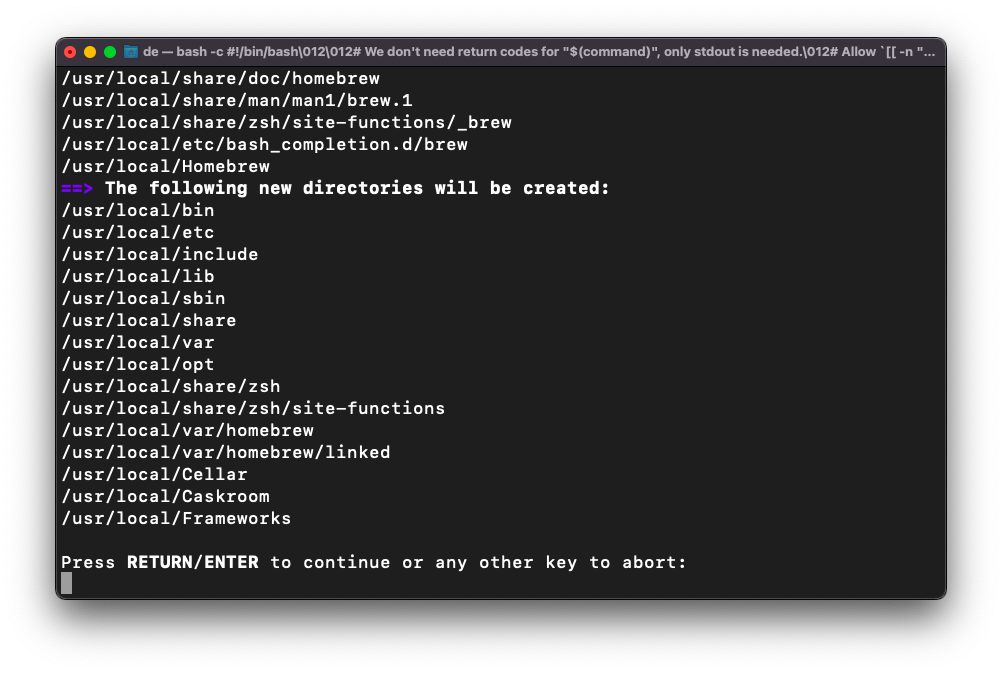 de — bash -c #!/bin/bash\012\012# We don't need return codes for "$(command)", only stdout is needed.\012# Allow `[[ -n "...
/usr/local/share/doc/homebrew
/usr/local/share/man/man1/brew.1
/usr/local/share/zsh/site-functions/_brew
/usr/local/etc/bash_completion.d/brew
/usr/local/Homebrew
==> The following new directories will be created:
/usr/local/bin
/usr/local/etc
/usr/local/include
/usr/local/lib
/usr/local/sbin
/usr/local/share
/usr/local/var
/usr/local/opt
/usr/local/share/zsh
/usr/local/share/zsh/site-functions
/usr/local/var/homebrew
/usr/local/var/homebrew/linked
/usr/local/Cellar
/usr/local/Caskroom
/usr/local/Frameworks
Press RETURN/ENTER to continue or any other key to abort: